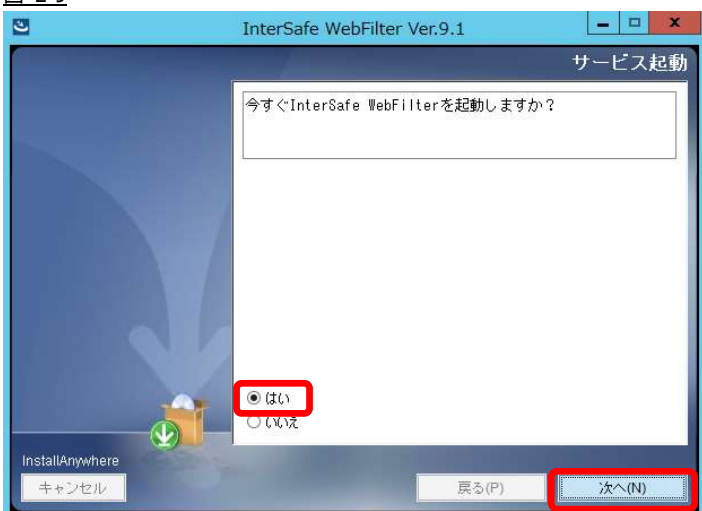 InterSafe WebFilter Ver.9.1
サービス起動
今すぐInterSafe WebFilterを起動しますか？
はい
いいえ
InstallAnywhere
キャンセル
戻る(P)
次へ(N)